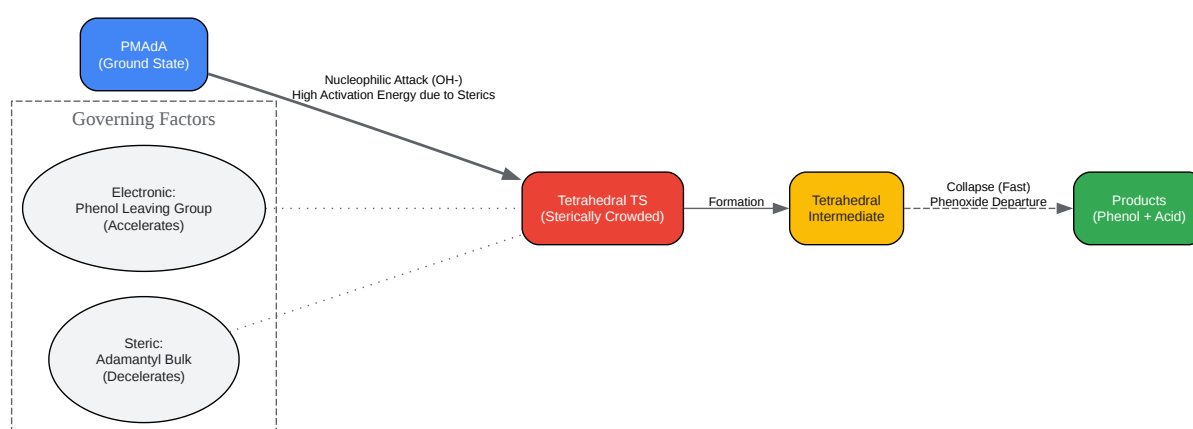 PMAdA
(Ground State)
Nucleophilic Attack (OH-)
High Activation Energy due to Sterics
Governing Factors
Electronic:
Phenol Leaving Group
(Accelerates)
Tetrahedral TS
(Sterically Crowded)
Formation
Tetrahedral
Intermediate
Collapse (Fast)
Phenoxide Departure
Products
(Phenol + Acid)
Steric:
Adamantyl Bulk
(Decelerates)